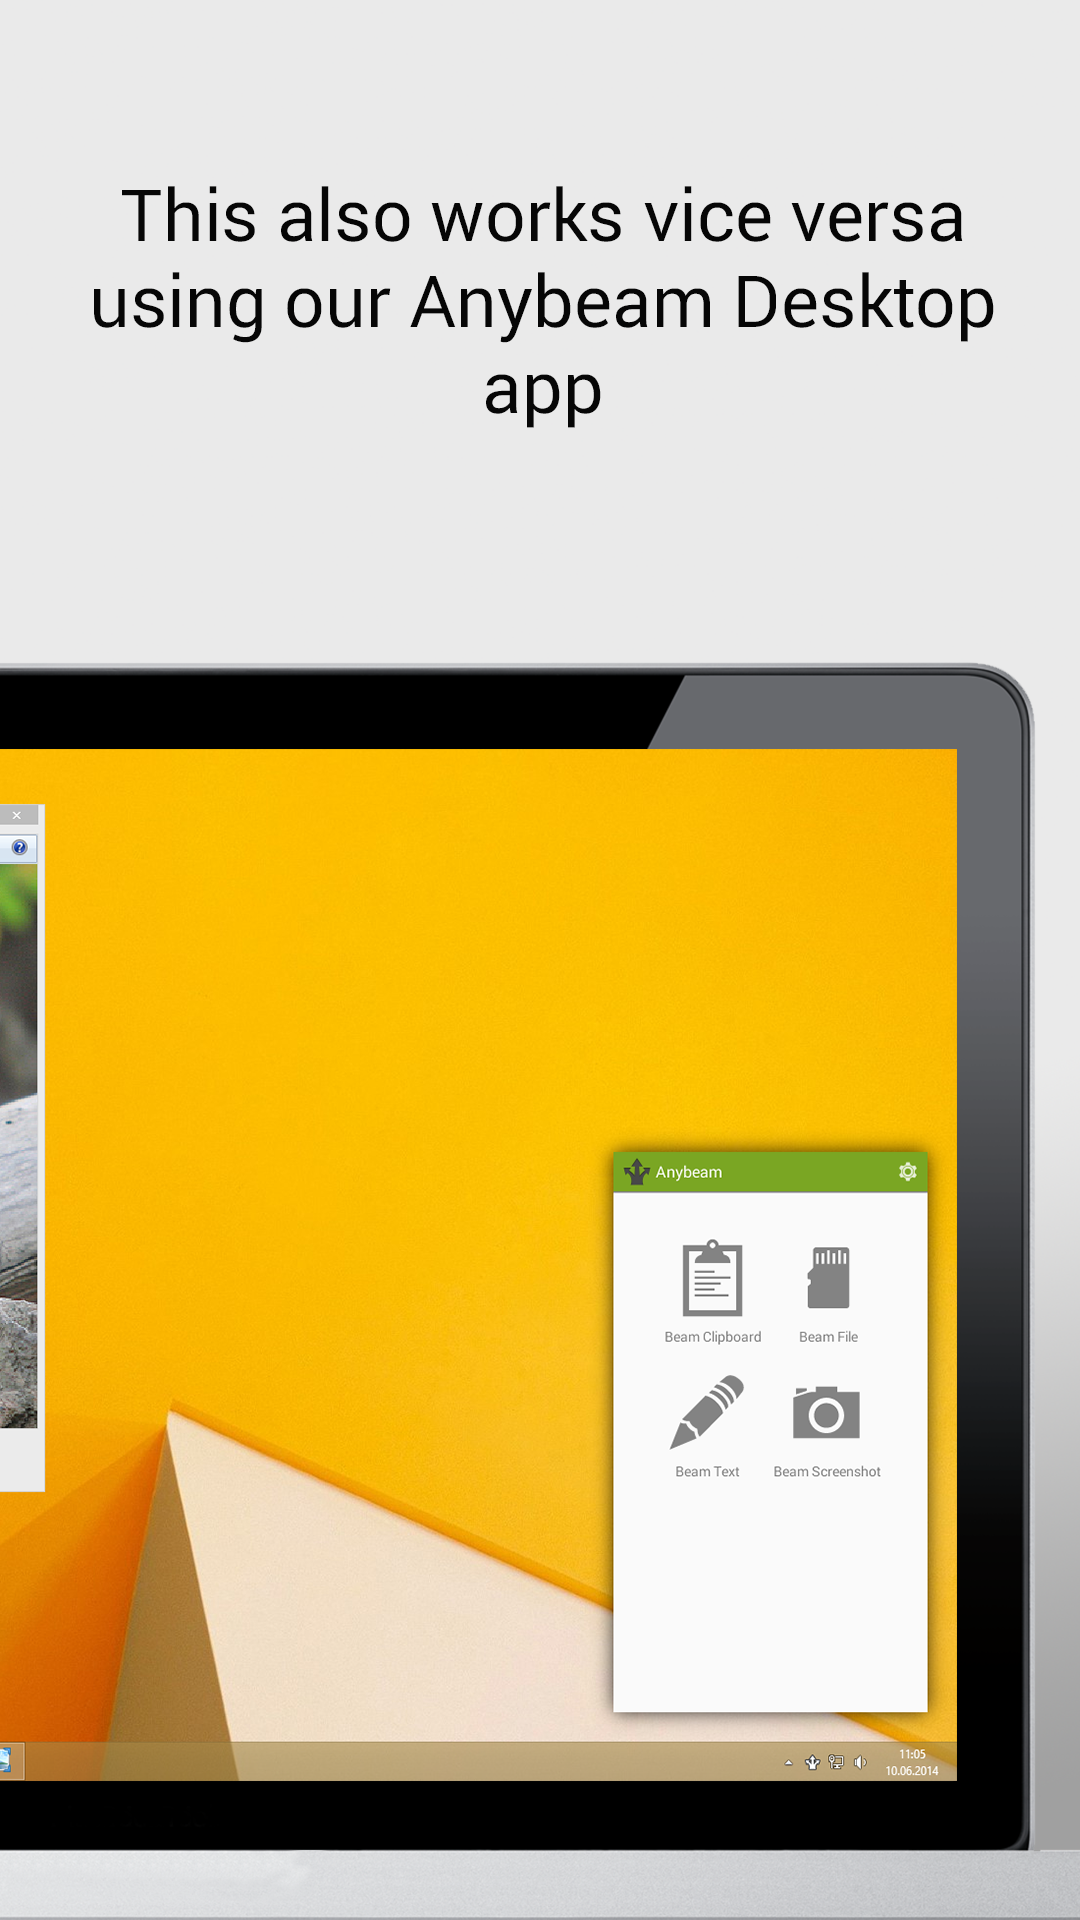 This also works vice versa
using our Anybeam Desktop
app
Anybeam
Beam Clipboard
Beam File
Beam Text
Beam Screenshot
11:05
10.06.2014